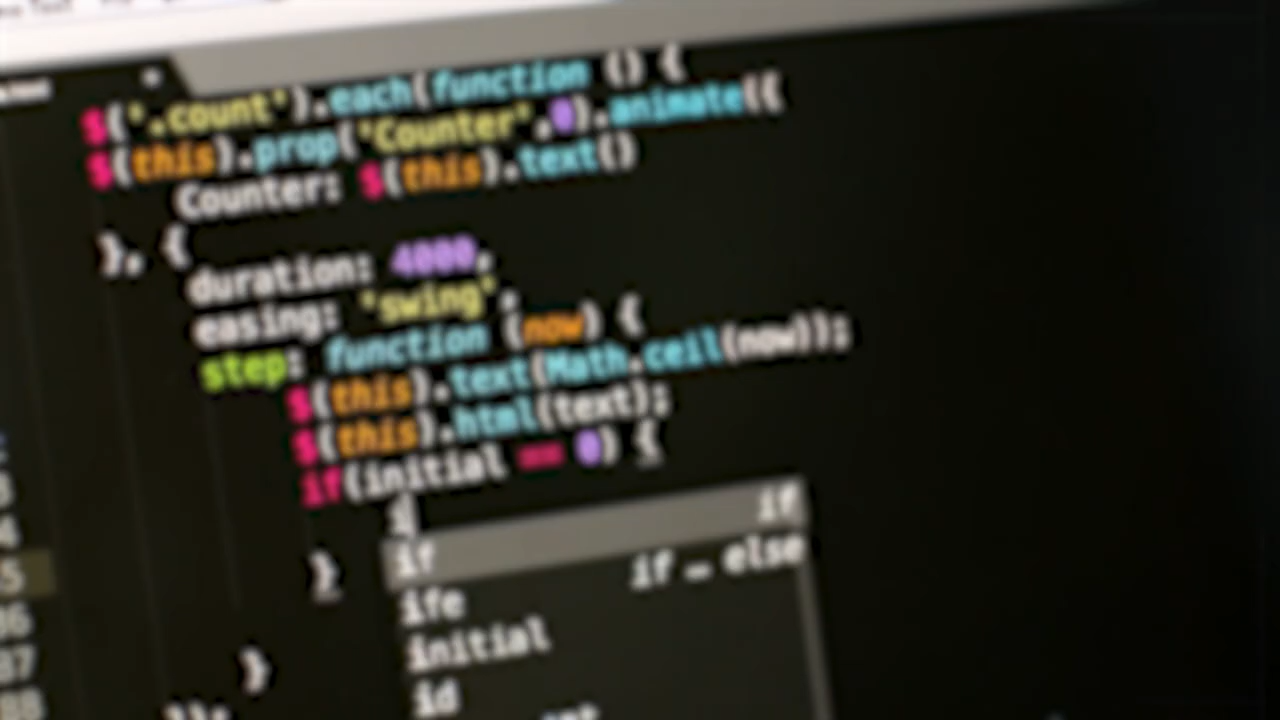 $('.count').each(function () {
$(this).prop('Counter',0).animate({
Counter: $(this).text()
}, {
duration: 4000,
easing: 'swing',
step: function (now) {
$(this).text(Math.ceil(now));
$(this).html(text);
if(initial == 0) {
i
if if
} ife if … else
initial
}
id
});